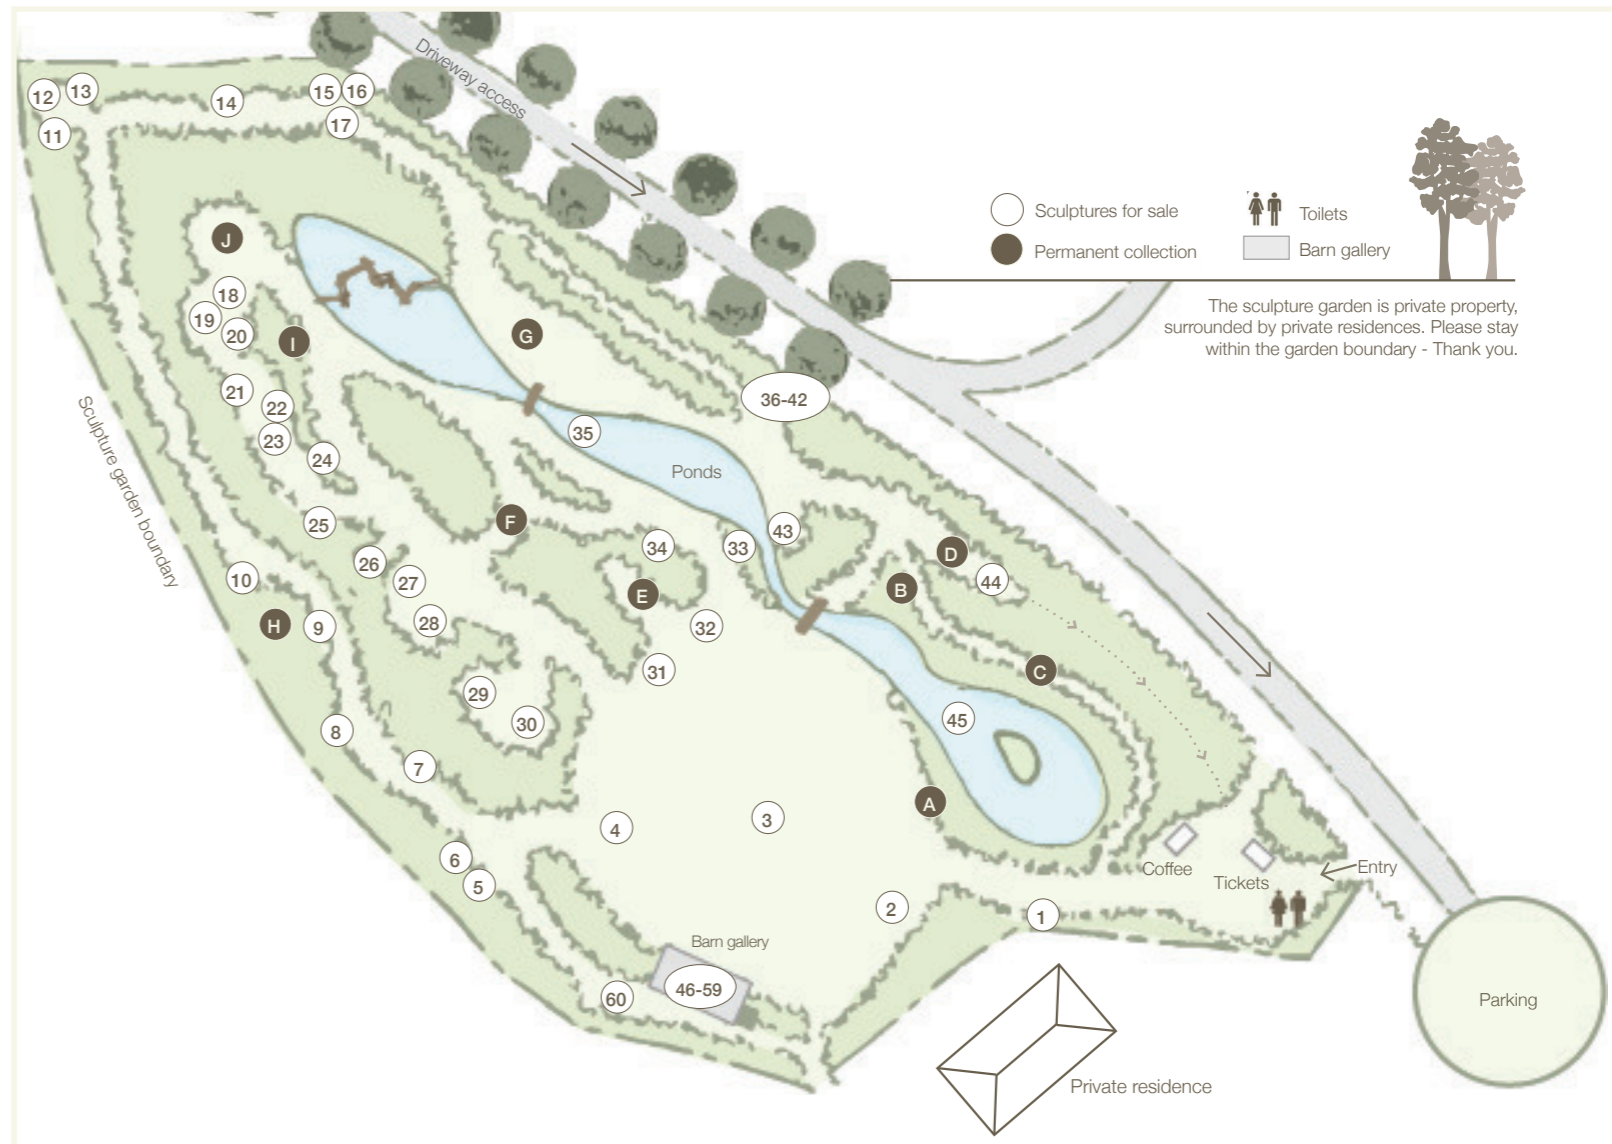 Driveway access
12
13
14
15
16
17
11
Sculptures for sale
Toilets
Permanent collection
Barn gallery
The sculpture garden is private property,
surrounded by private residences. Please stay
within the garden boundary - Thank you.
J
18
19
20
I
G
21
22
23
24
36-42
35
Ponds
Sculpture garden boundary
25
F
26
27
28
34
33
43
D
44
B
E
32
31
C
10
H
9
29
30
8
7
45
A
4
3
6
5
2
1
Coffee
Tickets
Entry
Barn gallery
46-59
60
Parking
Private residence